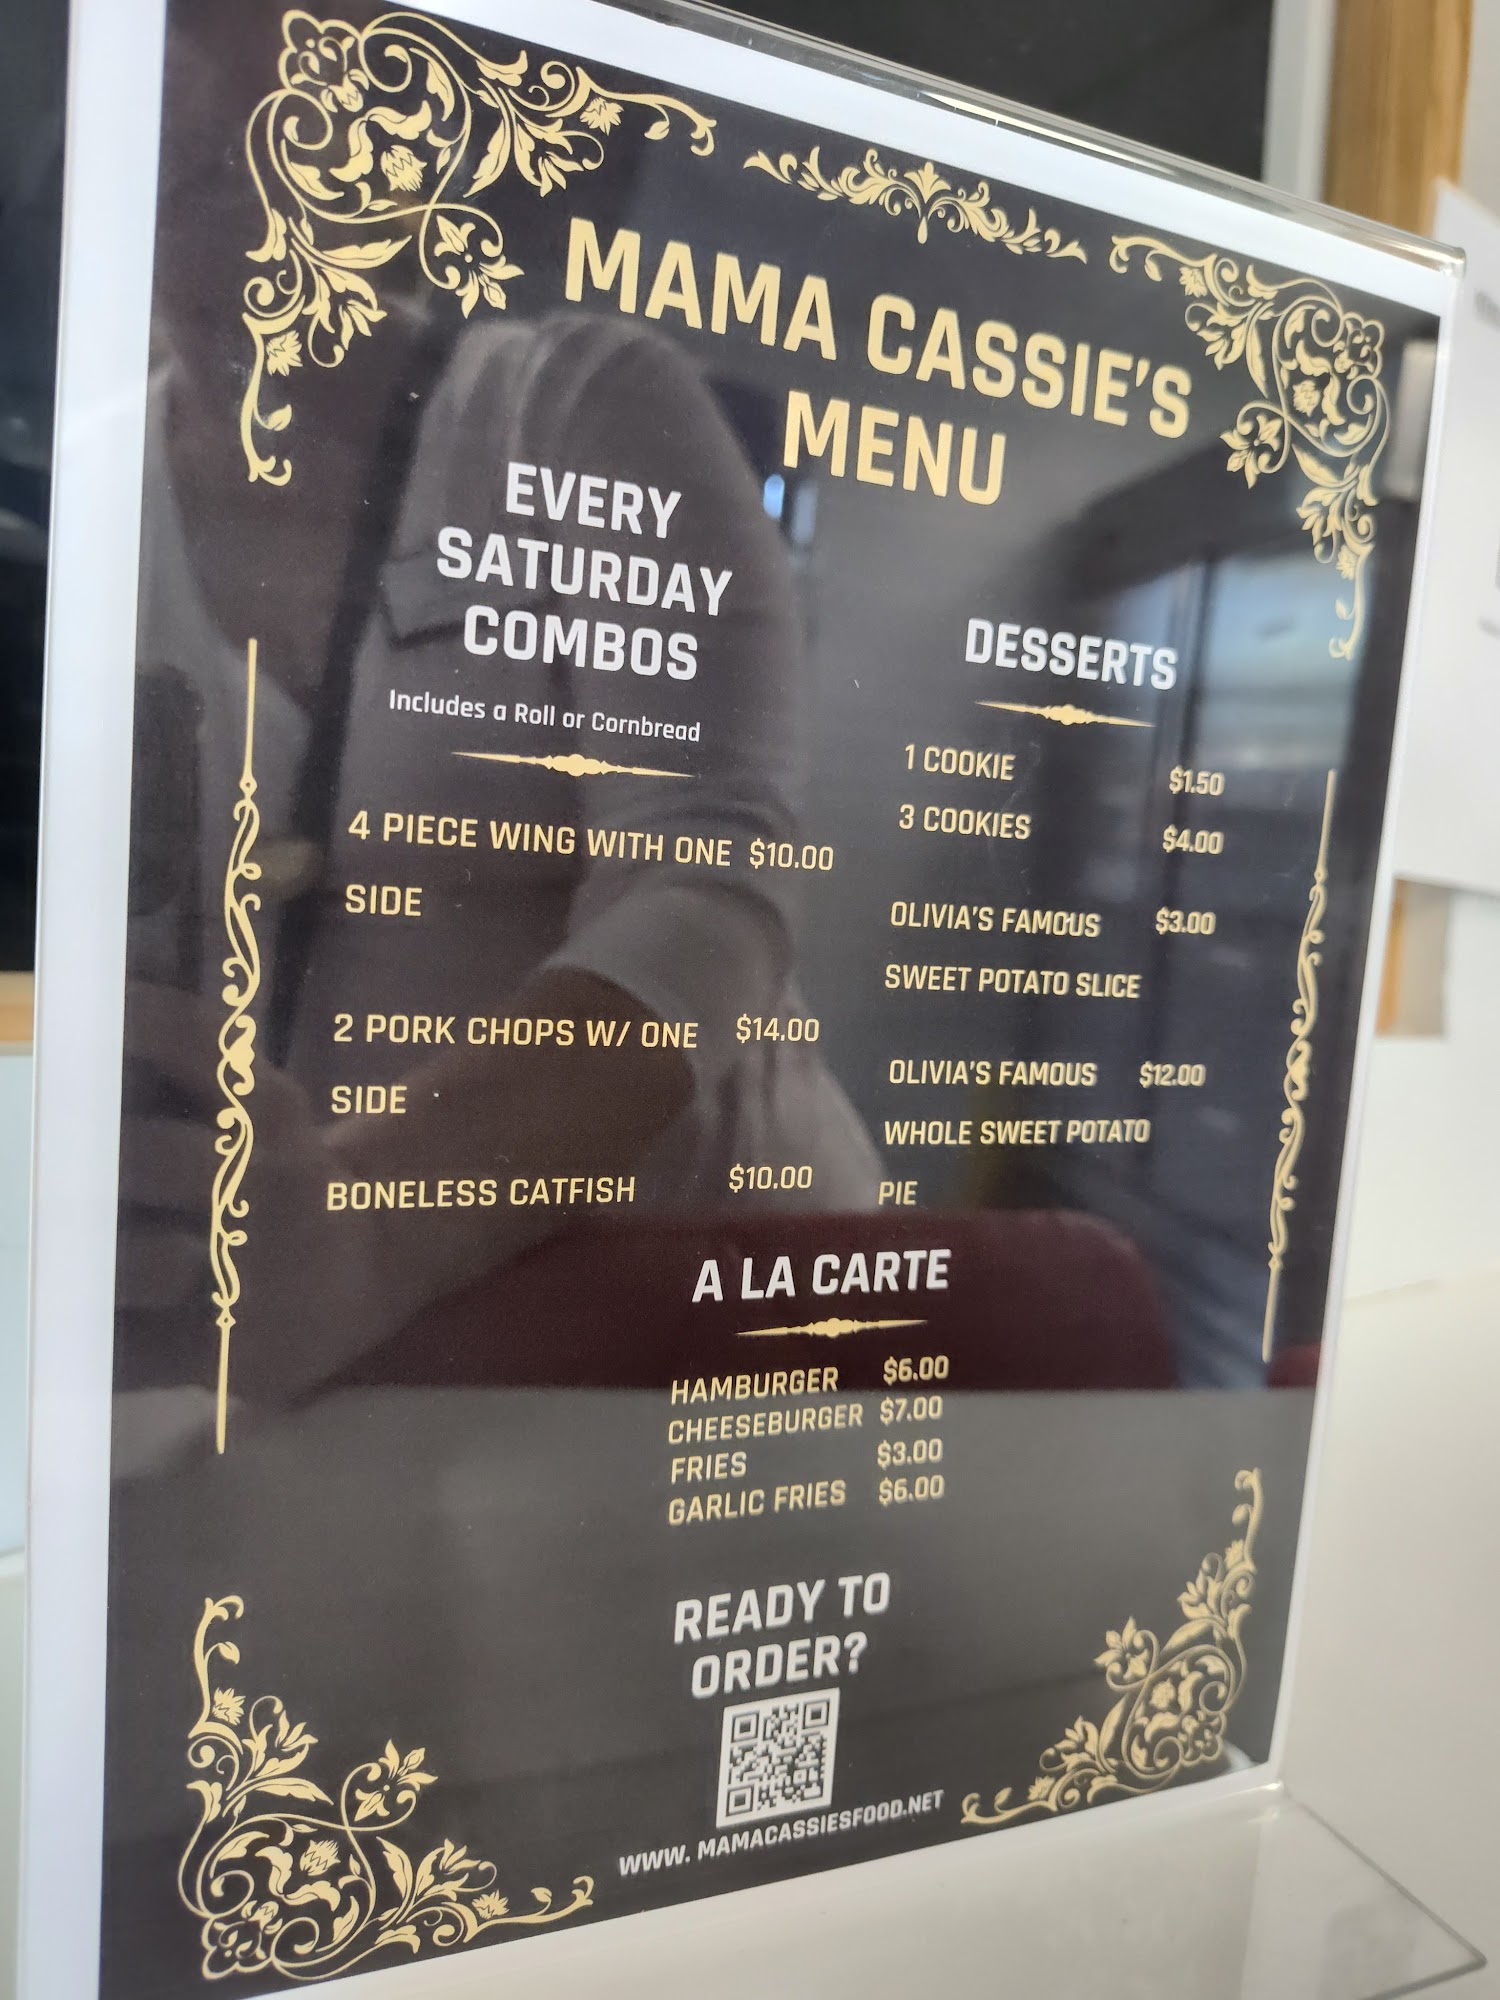 MAMA CASSIE'S
MENU
EVERY
SATURDAY
COMBOS
Includes a Roll or Cornbread
4 PIECE WING WITH ONE $10.00
SIDE
2 PORK CHOPS W/ ONE $14.00
SIDE
BONELESS CATFISH $10.00
DESSERTS
1 COOKIE $1.50
3 COOKIES $4.00
OLIVIA'S FAMOUS $3.00
SWEET POTATO SLICE
OLIVIA'S FAMOUS $12.00
WHOLE SWEET POTATO
PIE
A LA CARTE
HAMBURGER $6.00
CHEESEBURGER $7.00
FRIES $3.00
GARLIC FRIES $6.00
READY TO
ORDER?
WWW. MAMACASSIESFOOD.NET